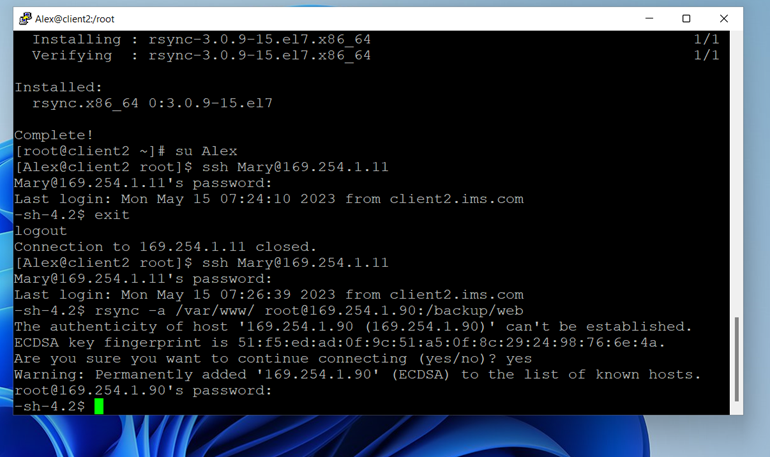 Alex@client2:/root
  Installing : rsync-3.0.9-15.el7.x86_64                                    1/1
  Verifying  : rsync-3.0.9-15.el7.x86_64                                    1/1
Installed:
  rsync.x86_64 0:3.0.9-15.el7
Complete!
[root@client2 ~]# su Alex
[Alex@client2 root]$ ssh Mary@169.254.1.11
Mary@169.254.1.11's password:
Last login: Mon May 15 07:24:10 2023 from client2.ims.com
-sh-4.2$ exit
logout
Connection to 169.254.1.11 closed.
[Alex@client2 root]$ ssh Mary@169.254.1.11
Mary@169.254.1.11's password:
Last login: Mon May 15 07:26:39 2023 from client2.ims.com
-sh-4.2$ rsync -a /var/www/ root@169.254.1.90:/backup/web
The authenticity of host '169.254.1.90 (169.254.1.90)' can't be established.
ECDSA key fingerprint is 51:f5:ed:ad:0f:9c:51:a5:0f:8c:29:24:98:76:6e:4a.
Are you sure you want to continue connecting (yes/no)? yes
Warning: Permanently added '169.254.1.90' (ECDSA) to the list of known hosts.
root@169.254.1.90's password:
-sh-4.2$